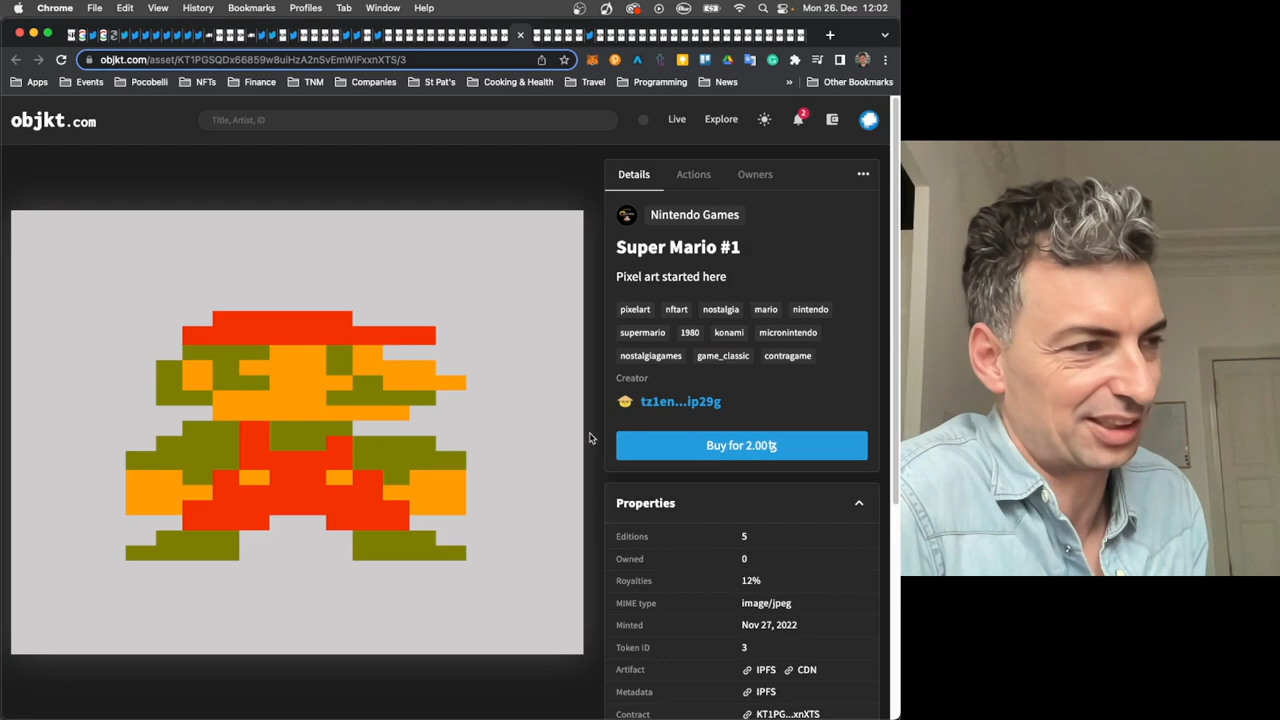 Chrome File Edit View History Bookmarks Profiles Tab Window Help Mon 26. Dec 12:02
objkt.com/asset/KT1PGSQDx66859w8uiHzA2nSvEmWiFxxnXTS/3
Apps Events Pocobelli NFTs Finance TNM Companies St Pat's Cooking & Health Travel Programming News » Other Bookmarks
objkt.com Title, Artist, ID Live Explore 2
Details Actions Owners
Nintendo Games
Super Mario #1
Pixel art started here
pixelart nftart nostalgia mario nintendo
supermario 1980 konami micronintendo
nostalgiagames game_classic contragame
Creator
tz1en...ip29g
Buy for 2.00ꜩ
Properties
Editions 5
Owned 0
Royalties 12%
MIME type image/jpeg
Minted Nov 27, 2022
Token ID 3
Artifact IPFS CDN
Metadata IPFS
Contract KT1PG...xnXTS